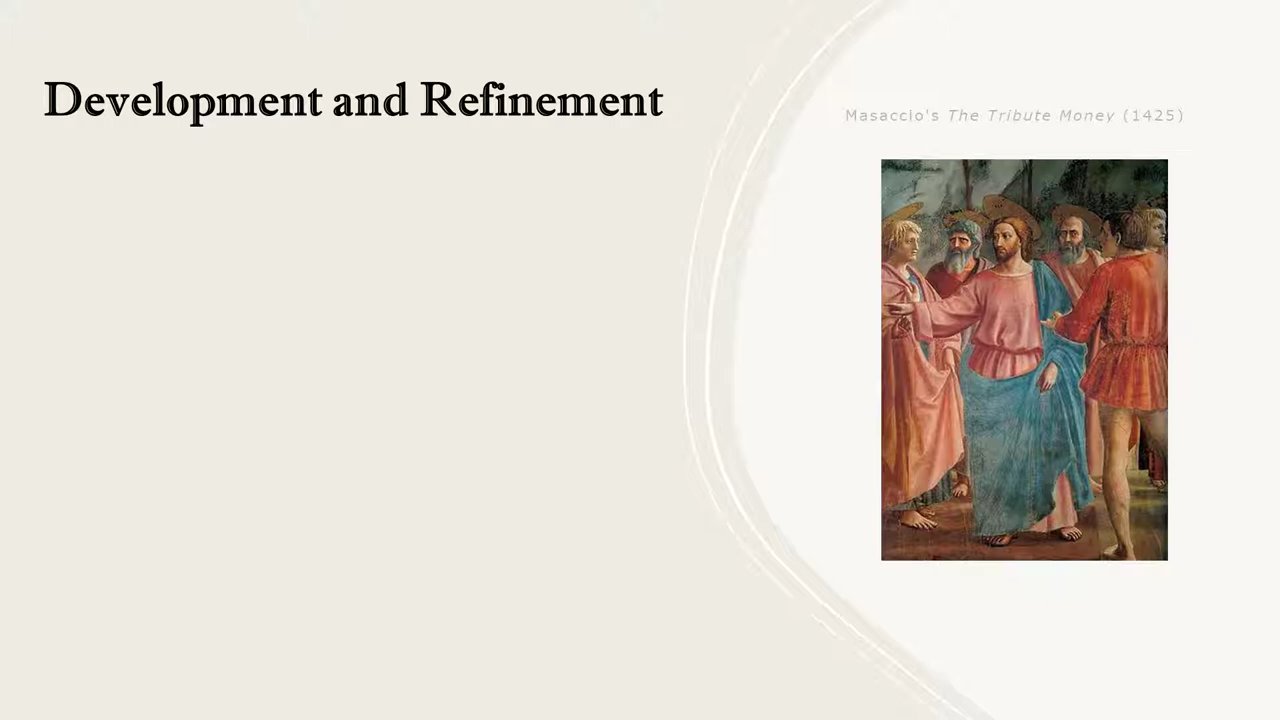 Development and Refinement
Masaccio's The Tribute Money (1425)